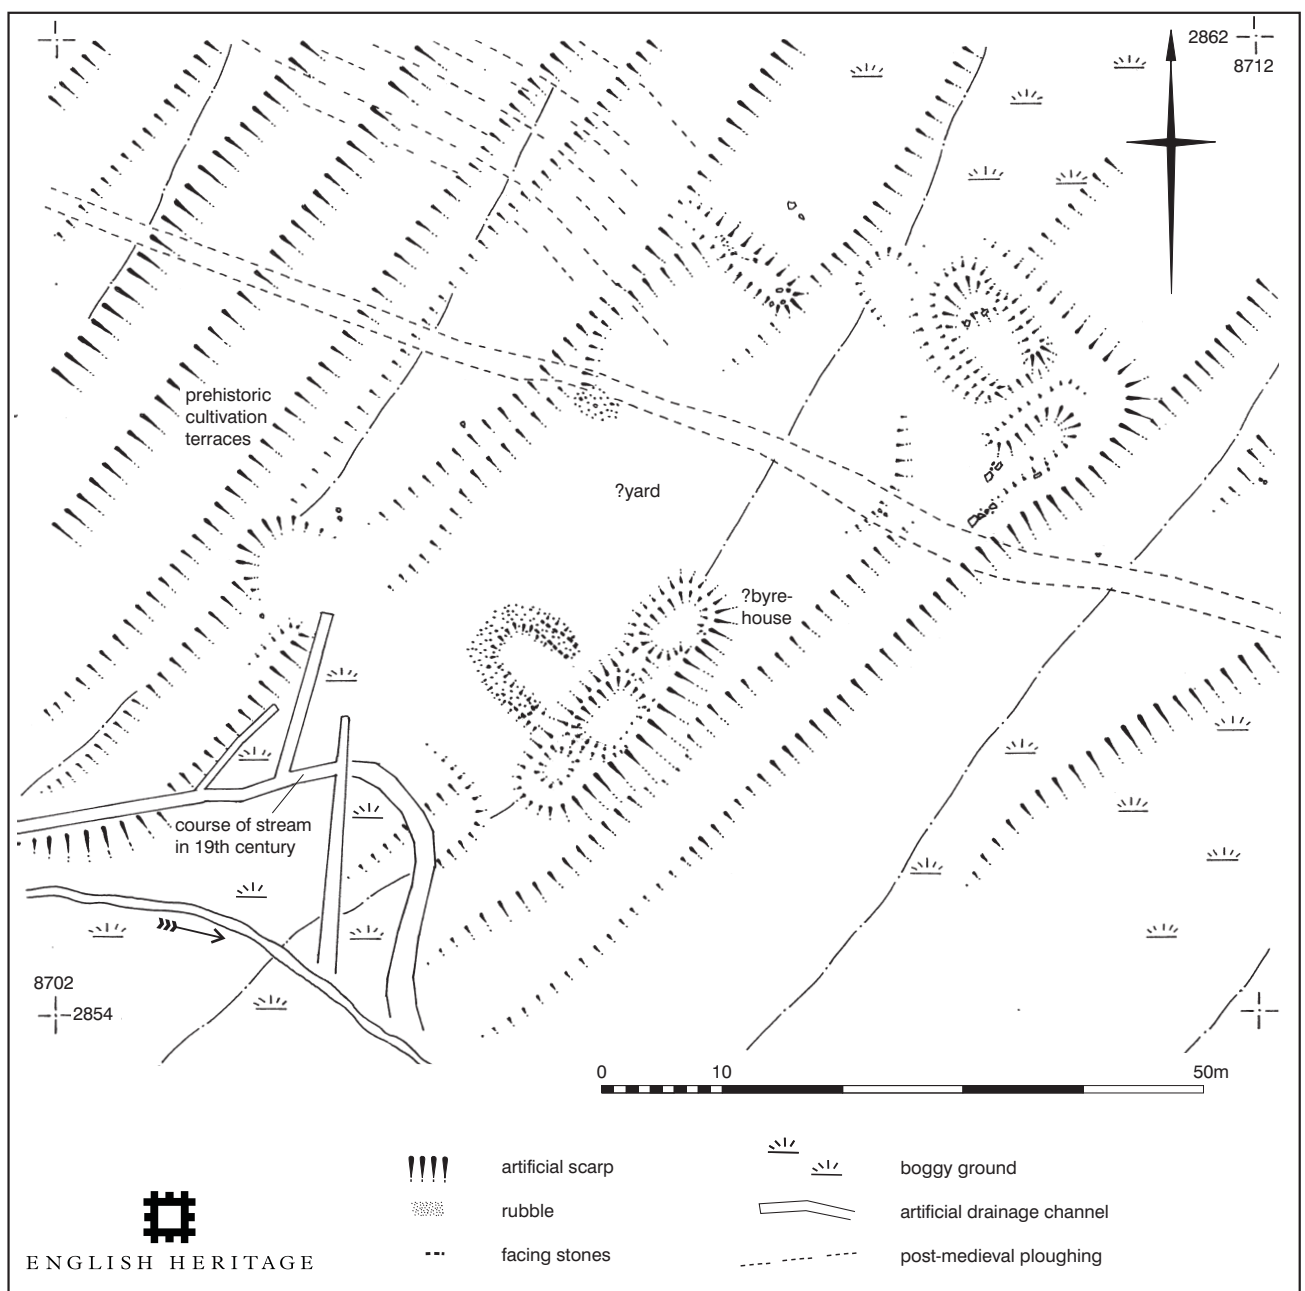 2862
8712
prehistoric
cultivation
terraces
?yard
?byre-
house
course of stream
in 19th century
8702
2854
0 10 50m
artificial scarp
boggy ground
rubble
artificial drainage channel
facing stones
post-medieval ploughing
ENGLISH HERITAGE